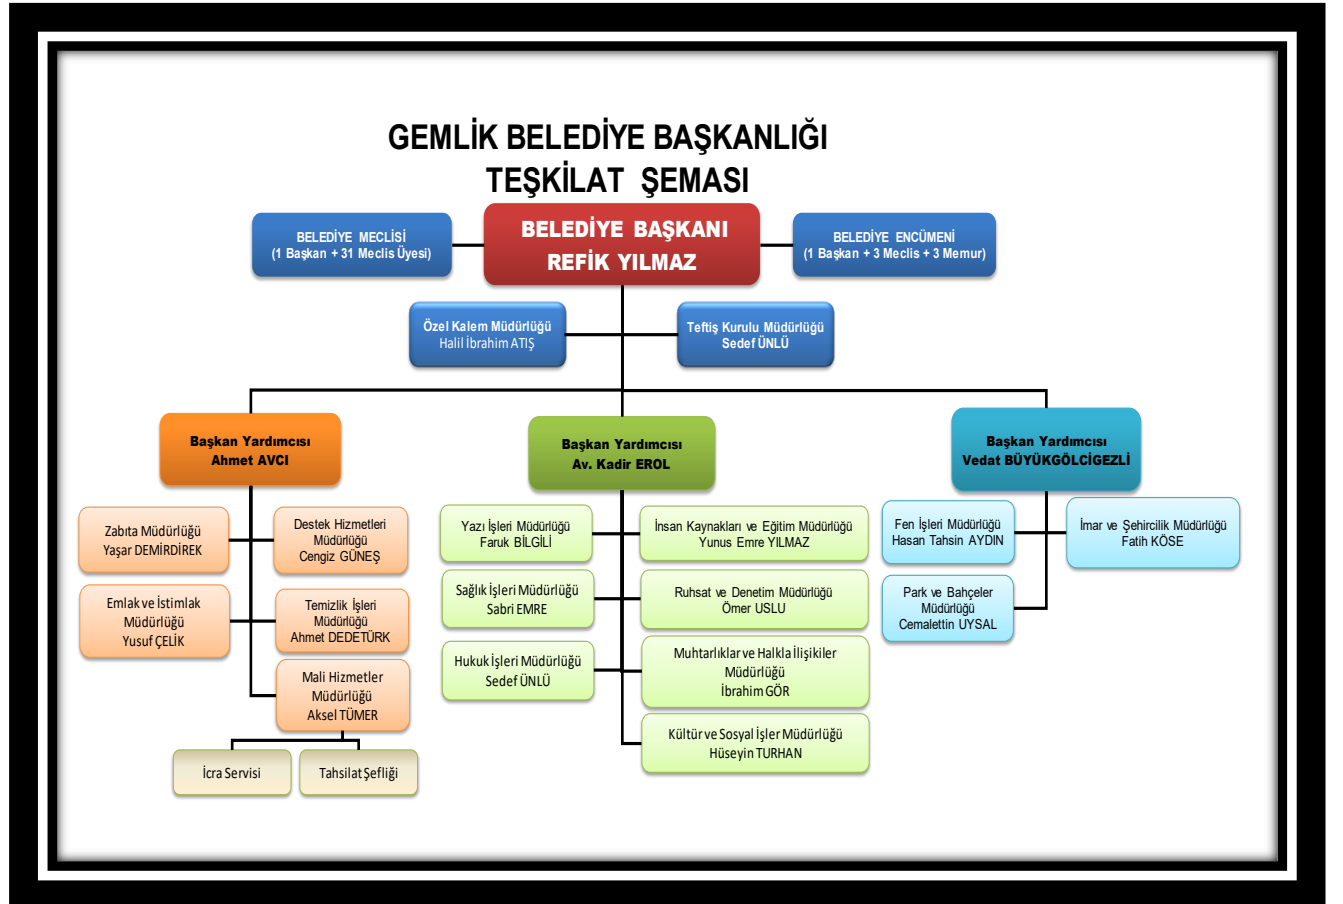 GEMLİK BELEDİYE BAŞKANLIĞI
TEŞKİLAT ŞEMASI
BELEDİYE MECLİSİ
(1 Başkan + 31 Meclis Üyesi)
BELEDİYE BAŞKANI
REFİK YILMAZ
BELEDİYE ENCÜMENİ
(1 Başkan + 3 Meclis + 3 Memur)
Özel Kalem Müdürlüğü
Halil İbrahim ATIŞ
Teftiş Kurulu Müdürlüğü
Sedef ÜNLÜ
Başkan Yardımcısı
Ahmet AVCI
Başkan Yardımcısı
Av. Kadir EROL
Başkan Yardımcısı
Vedat BÜYÜKGÖLCİGEZLİ
Zabıta Müdürlüğü
Yaşar DEMİRDİREK
Destek Hizmetleri
Müdürlüğü
Cengiz GÜNEŞ
Emlak ve İstimlak
Müdürlüğü
Yusuf ÇELİK
Temizlik İşleri
Müdürlüğü
Ahmet DEDETÜRK
Mali Hizmetler
Müdürlüğü
Aksel TÜMER
İcra Servisi
Tahsilat Şefliği
Yazı İşleri Müdürlüğü
Faruk BİLGİLİ
İnsan Kaynakları ve Eğitim Müdürlüğü
Yunus Emre YILMAZ
Sağlık İşleri Müdürlüğü
Sabri EMRE
Ruhsat ve Denetim Müdürlüğü
Ömer USLU
Hukuk İşleri Müdürlüğü
Sedef ÜNLÜ
Muhtarlıklar ve Halkla İlişikiler
Müdürlüğü
İbrahim GÖR
Kültür ve Sosyal İşler Müdürlüğü
Hüseyin TURHAN
Fen İşleri Müdürlüğü
Hasan Tahsin AYDIN
İmar ve Şehircilik Müdürlüğü
Fatih KÖSE
Park ve Bahçeler
Müdürlüğü
Cemalettin UYSAL